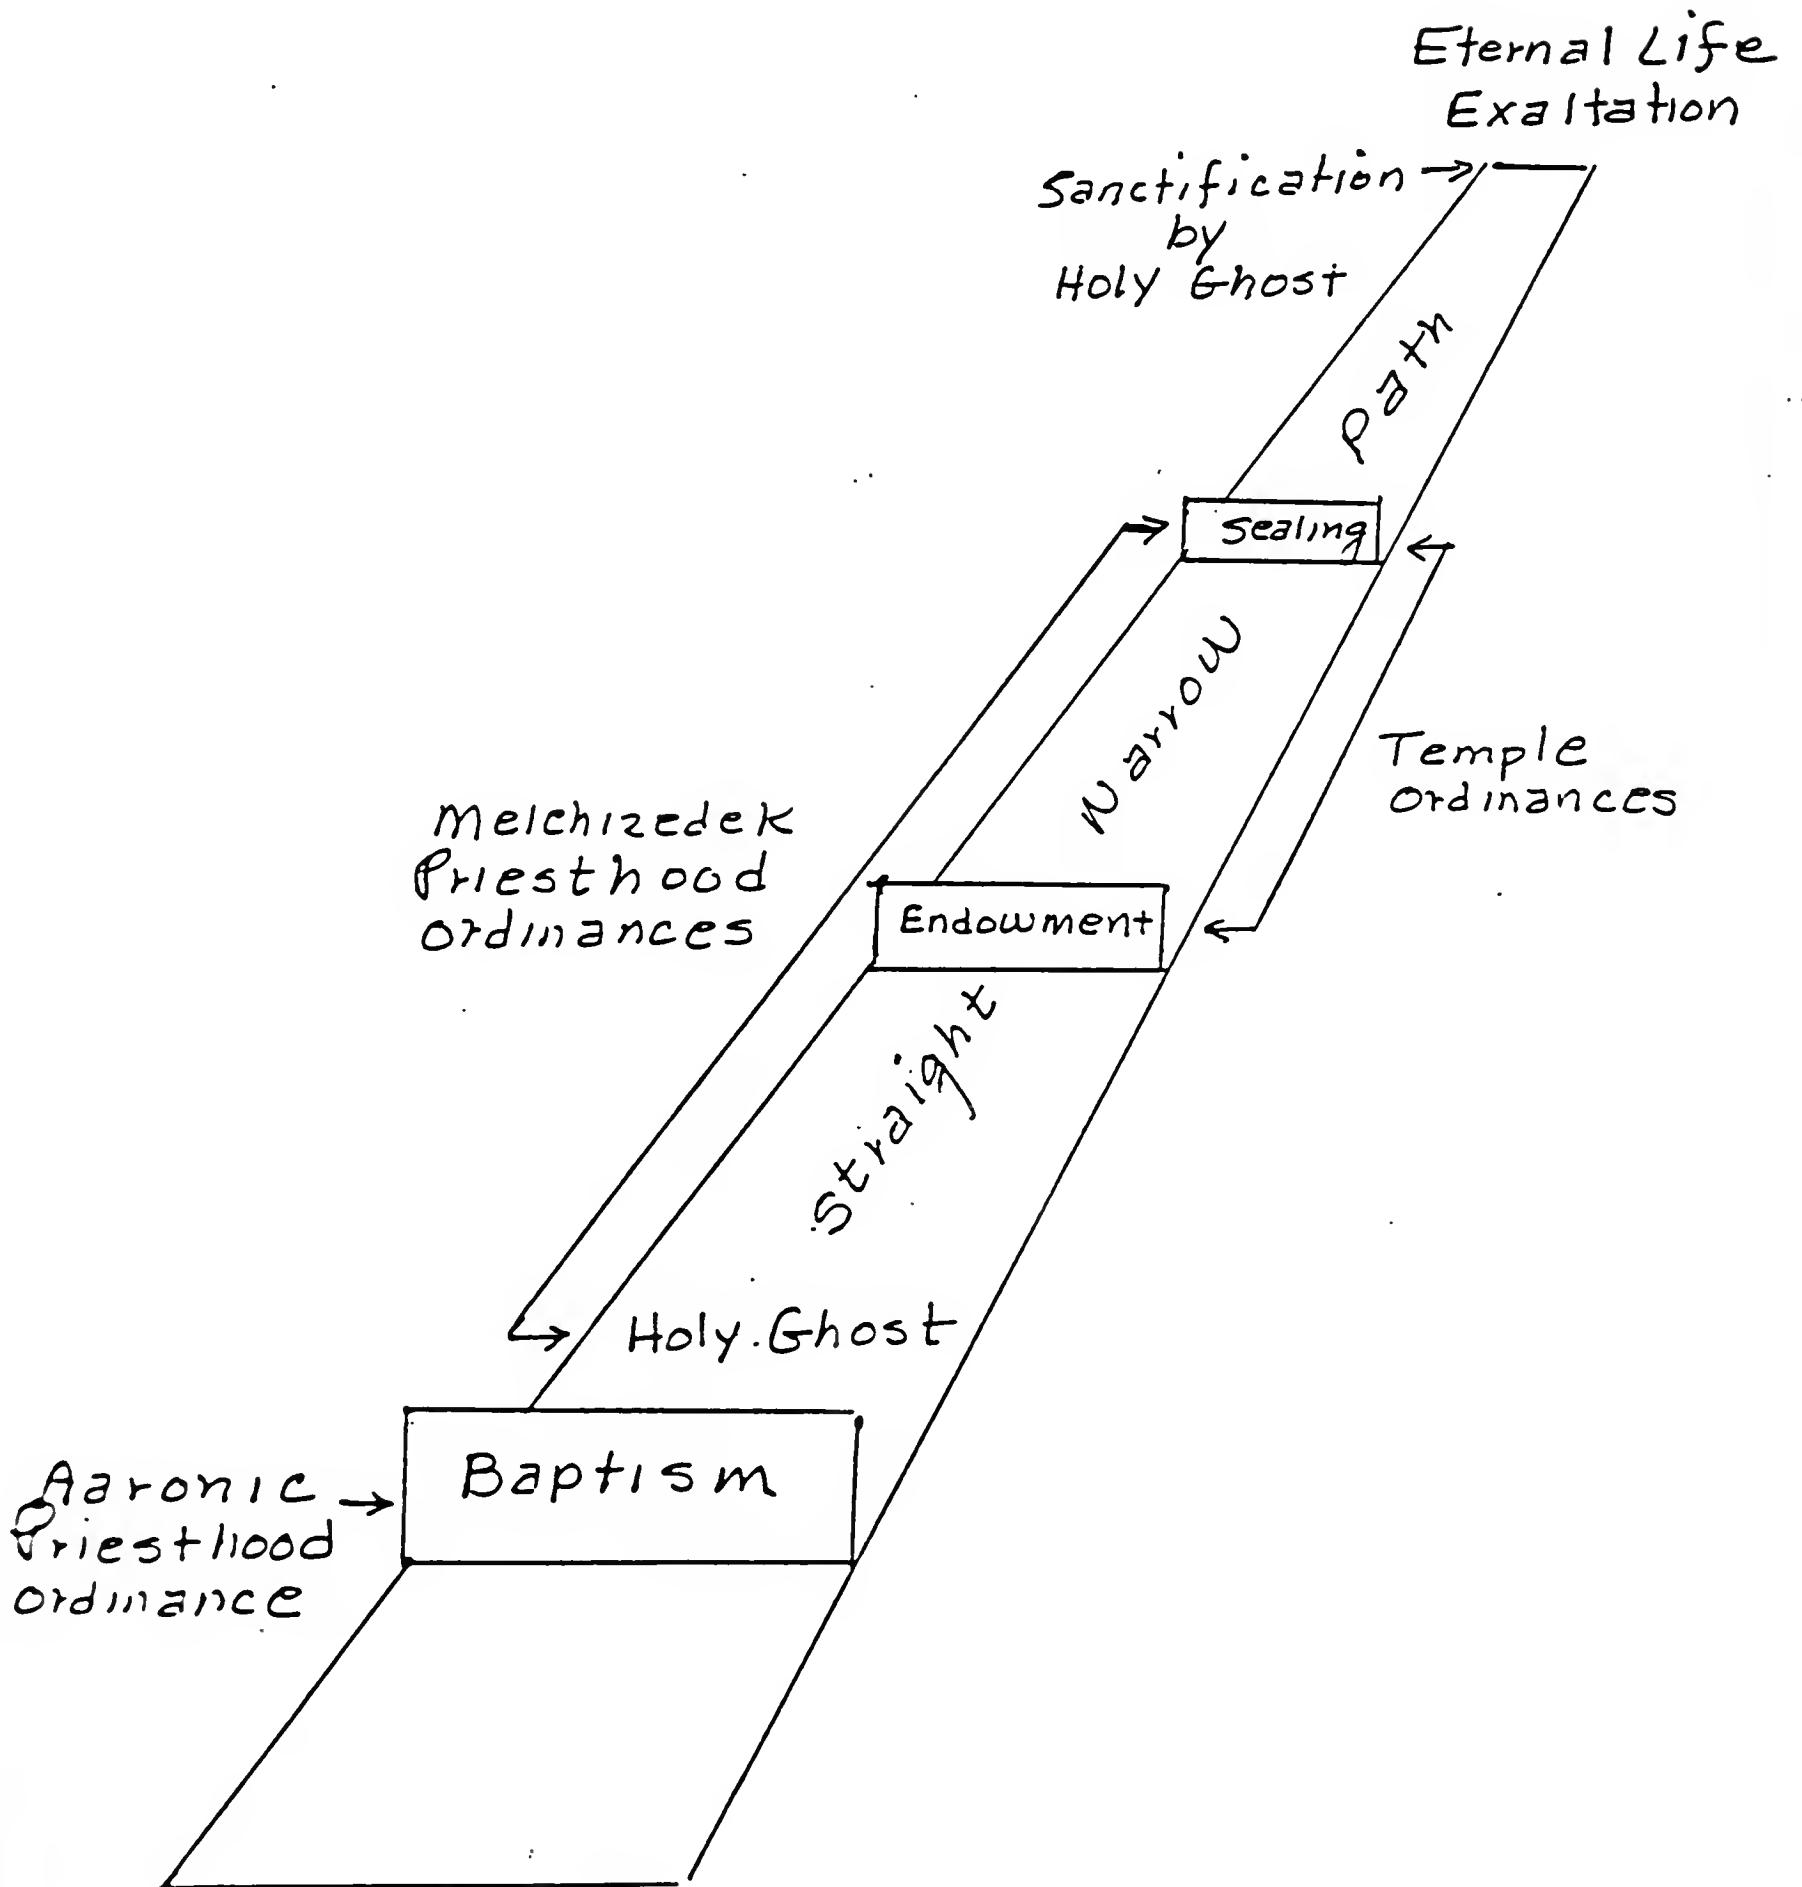 Eternal Life
Exaltation
Sanctification
by
Holy Ghost
Path
Sealing
Narrow
Temple
Ordinances
Melchizedek
Priesthood
Ordinances
Endowment
Straight
Holy Ghost
Baptism
Aaronic
Priesthood
Ordinance